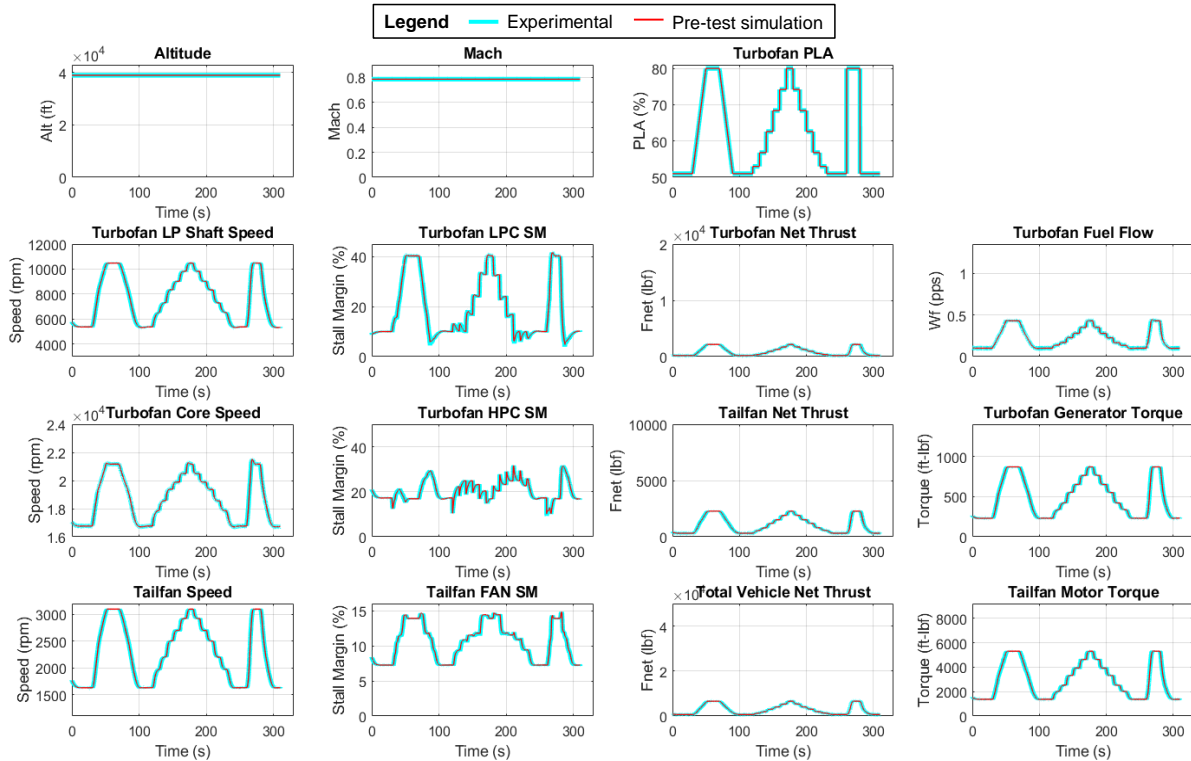 Legend Experimental Pre-test simulation
×10⁴ Altitude
Alt (ft)
4
2
0
0 100 200 300
Time (s)
Mach
Mach
0.8
0.6
0.4
0.2
0
0 100 200 300
Time (s)
Turbofan PLA
PLA (%)
80
70
60
50
0 100 200 300
Time (s)
Turbofan LP Shaft Speed
Speed (rpm)
12000
10000
8000
6000
4000
0 100 200 300
Time (s)
Turbofan LPC SM
Stall Margin (%)
40
20
0
0 100 200 300
Time (s)
×10⁴ Turbofan Net Thrust
Fnet (lbf)
2
1
0
0 100 200 300
Time (s)
Turbofan Fuel Flow
Wf (pps)
1
0.5
0
0 100 200 300
Time (s)
×10⁴ Turbofan Core Speed
Speed (rpm)
2.4
2.2
2
1.8
1.6
0 100 200 300
Time (s)
Turbofan HPC SM
Stall Margin (%)
40
20
0
0 100 200 300
Time (s)
Tailfan Net Thrust
Fnet (lbf)
10000
5000
0
0 100 200 300
Time (s)
Turbofan Generator Torque
Torque (ft-lbf)
1000
500
0
0 100 200 300
Time (s)
Tailfan Speed
Speed (rpm)
3000
2500
2000
1500
0 100 200 300
Time (s)
Tailfan FAN SM
Stall Margin (%)
15
10
5
0
0 100 200 300
Time (s)
Total Vehicle Net Thrust
Fnet (lbf)
4
2
0
0 100 200 300
Time (s)
Tailfan Motor Torque
Torque (ft-lbf)
8000
6000
4000
2000
0
0 100 200 300
Time (s)